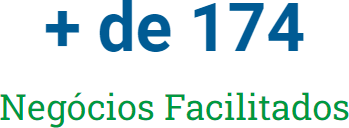 + de 174
Negócios Facilitados